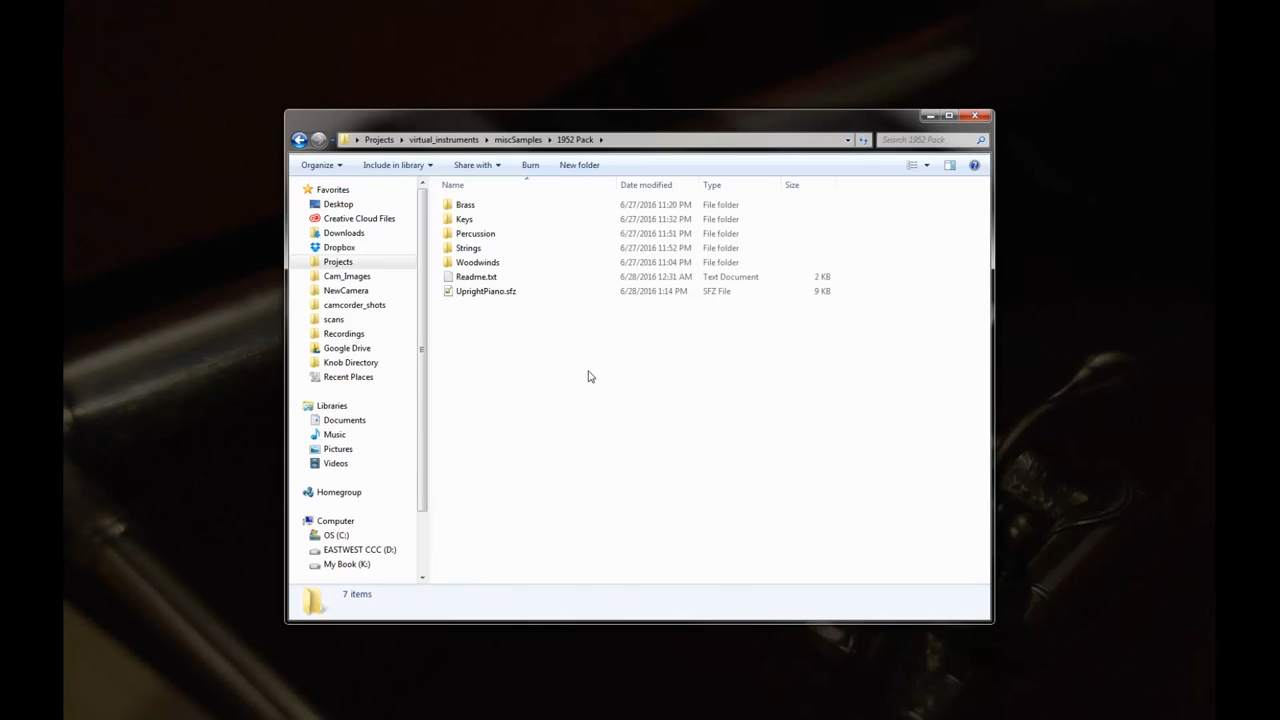 Projects ▸ virtual_instruments ▸ miscSamples ▸ 1952 Pack ▸
Search 1952 Pack
Organize Include in library Share with Burn New folder
Name Date modified Type Size
Favorites
Desktop
Creative Cloud Files
Downloads
Dropbox
Projects
Cam_Images
NewCamera
camcorder_shots
scans
Recordings
Google Drive
Knob Directory
Recent Places
Libraries
Documents
Music
Pictures
Videos
Homegroup
Computer
OS (C:)
EASTWEST CCC (D:)
My Book (K:)
Brass 6/27/2016 11:20 PM File folder
Keys 6/27/2016 11:32 PM File folder
Percussion 6/27/2016 11:51 PM File folder
Strings 6/27/2016 11:52 PM File folder
Woodwinds 6/27/2016 11:04 PM File folder
Readme.txt 6/28/2016 12:31 AM Text Document 2 KB
UprightPiano.sfz 6/28/2016 1:14 PM SFZ File 9 KB
7 items